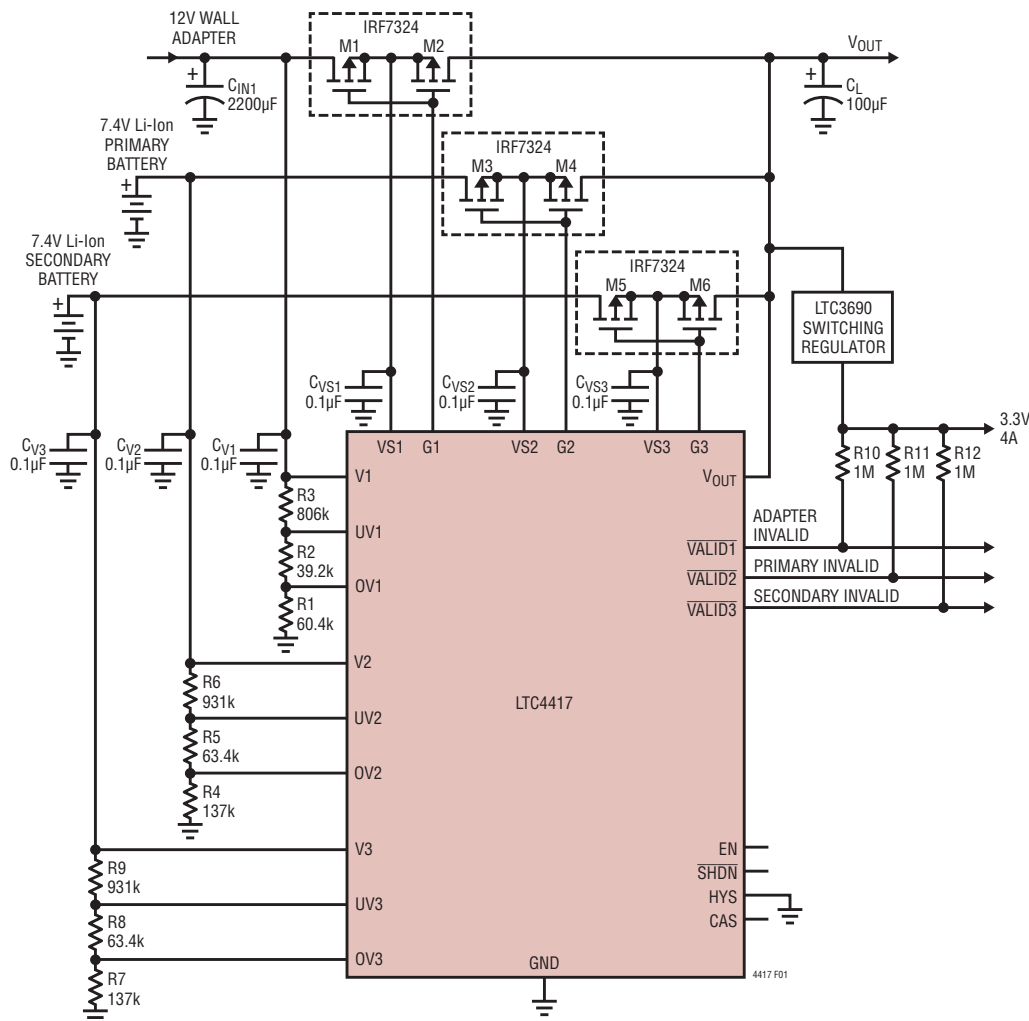 12V WALL
ADAPTER
IRF7324
M1
M2
VOUT
+
CIN1
2200µF
+
CL
100µF
7.4V Li-Ion
PRIMARY
BATTERY
+
IRF7324
M3
M4
7.4V Li-Ion
SECONDARY
BATTERY
+
IRF7324
M5
M6
LTC3690
SWITCHING
REGULATOR
CVS1
0.1µF
CVS2
0.1µF
CVS3
0.1µF
3.3V
4A
CV3
0.1µF
CV2
0.1µF
CV1
0.1µF
VS1
G1
VS2
G2
VS3
G3
R10
1M
R11
1M
R12
1M
V1
VOUT
R3
806k
UV1
ADAPTER
INVALID
R2
39.2k
VALID1
OV1
PRIMARY INVALID
VALID2
R1
60.4k
SECONDARY INVALID
VALID3
V2
R6
931k
LTC4417
UV2
R5
63.4k
OV2
R4
137k
V3
EN
R9
931k
SHDN
UV3
HYS
R8
63.4k
CAS
OV3
GND
R7
137k
4417 F01